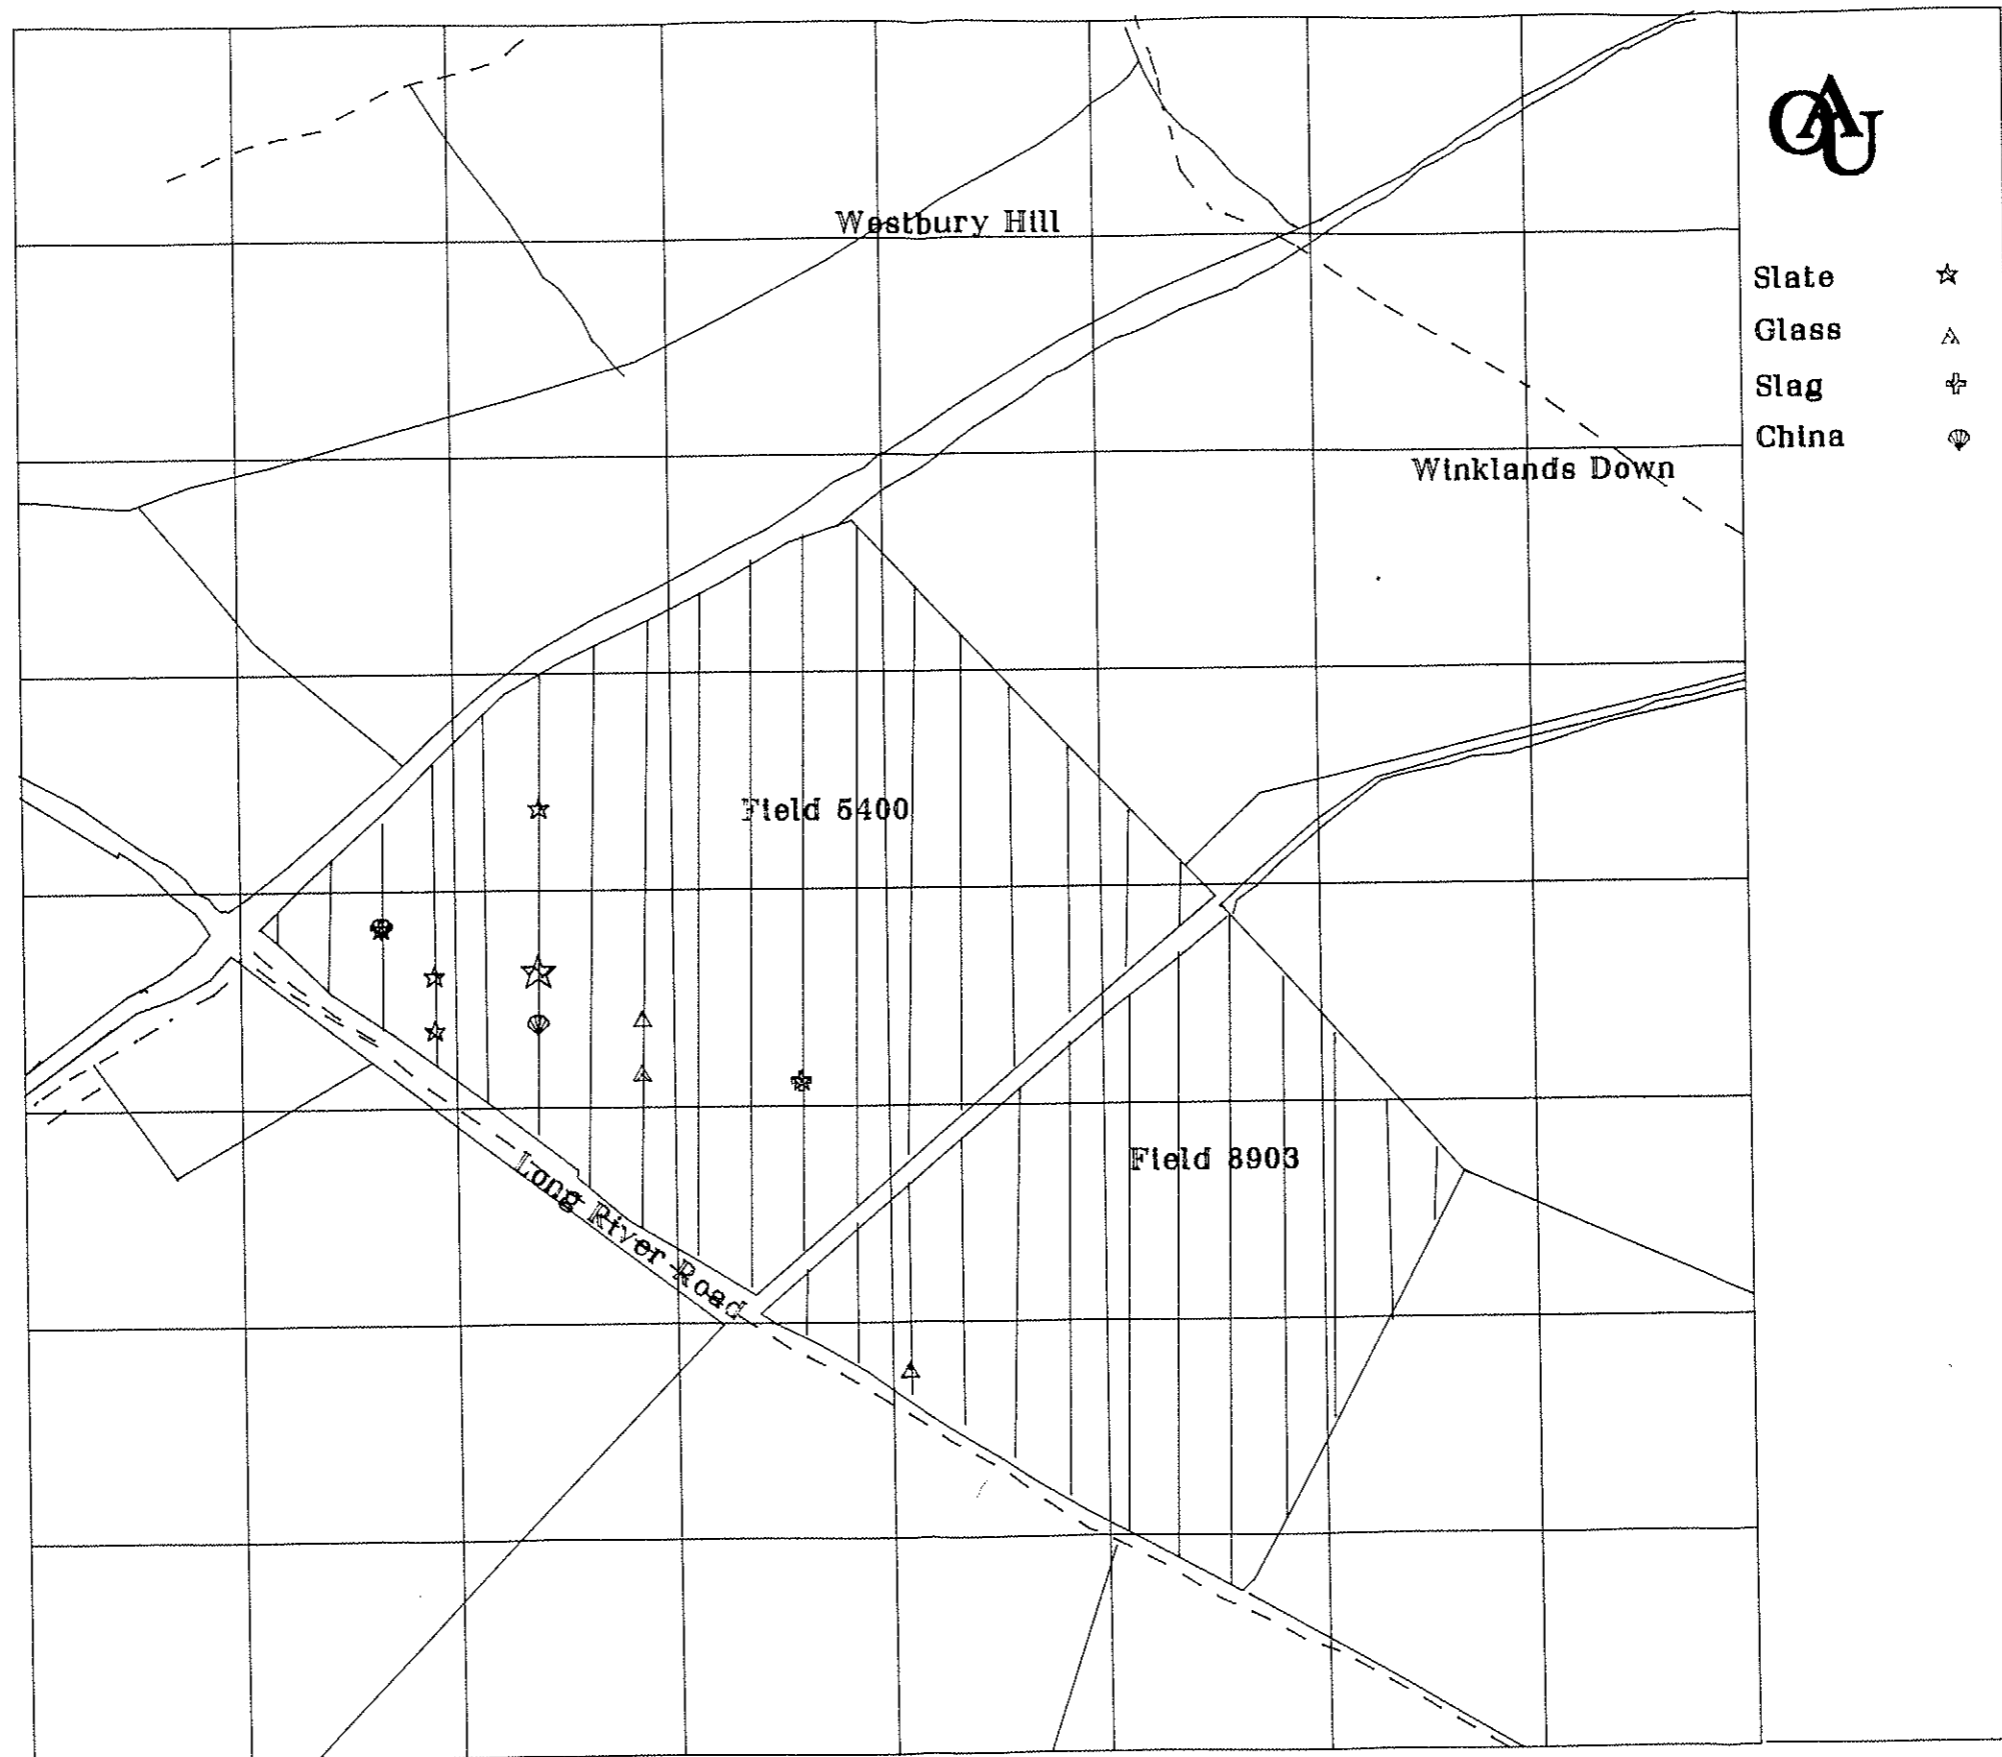 OAU
Westbury Hill
Slate
Glass
Slag
China
Winklands Down
Field 5400
Field 8903
Long River Road